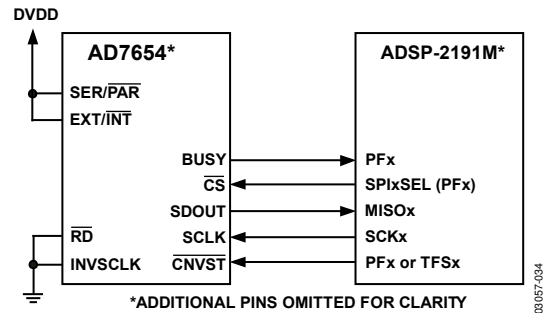 DVDD
AD7654*
ADSP-2191M*
SER/PAR
EXT/INT
BUSY
PFx
CS
SPIxSEL (PFx)
SDOUT
MISOx
RD
SCLK
SCKx
INVSCLK
CNVST
PFx or TFSx
*ADDITIONAL PINS OMITTED FOR CLARITY
03057-034